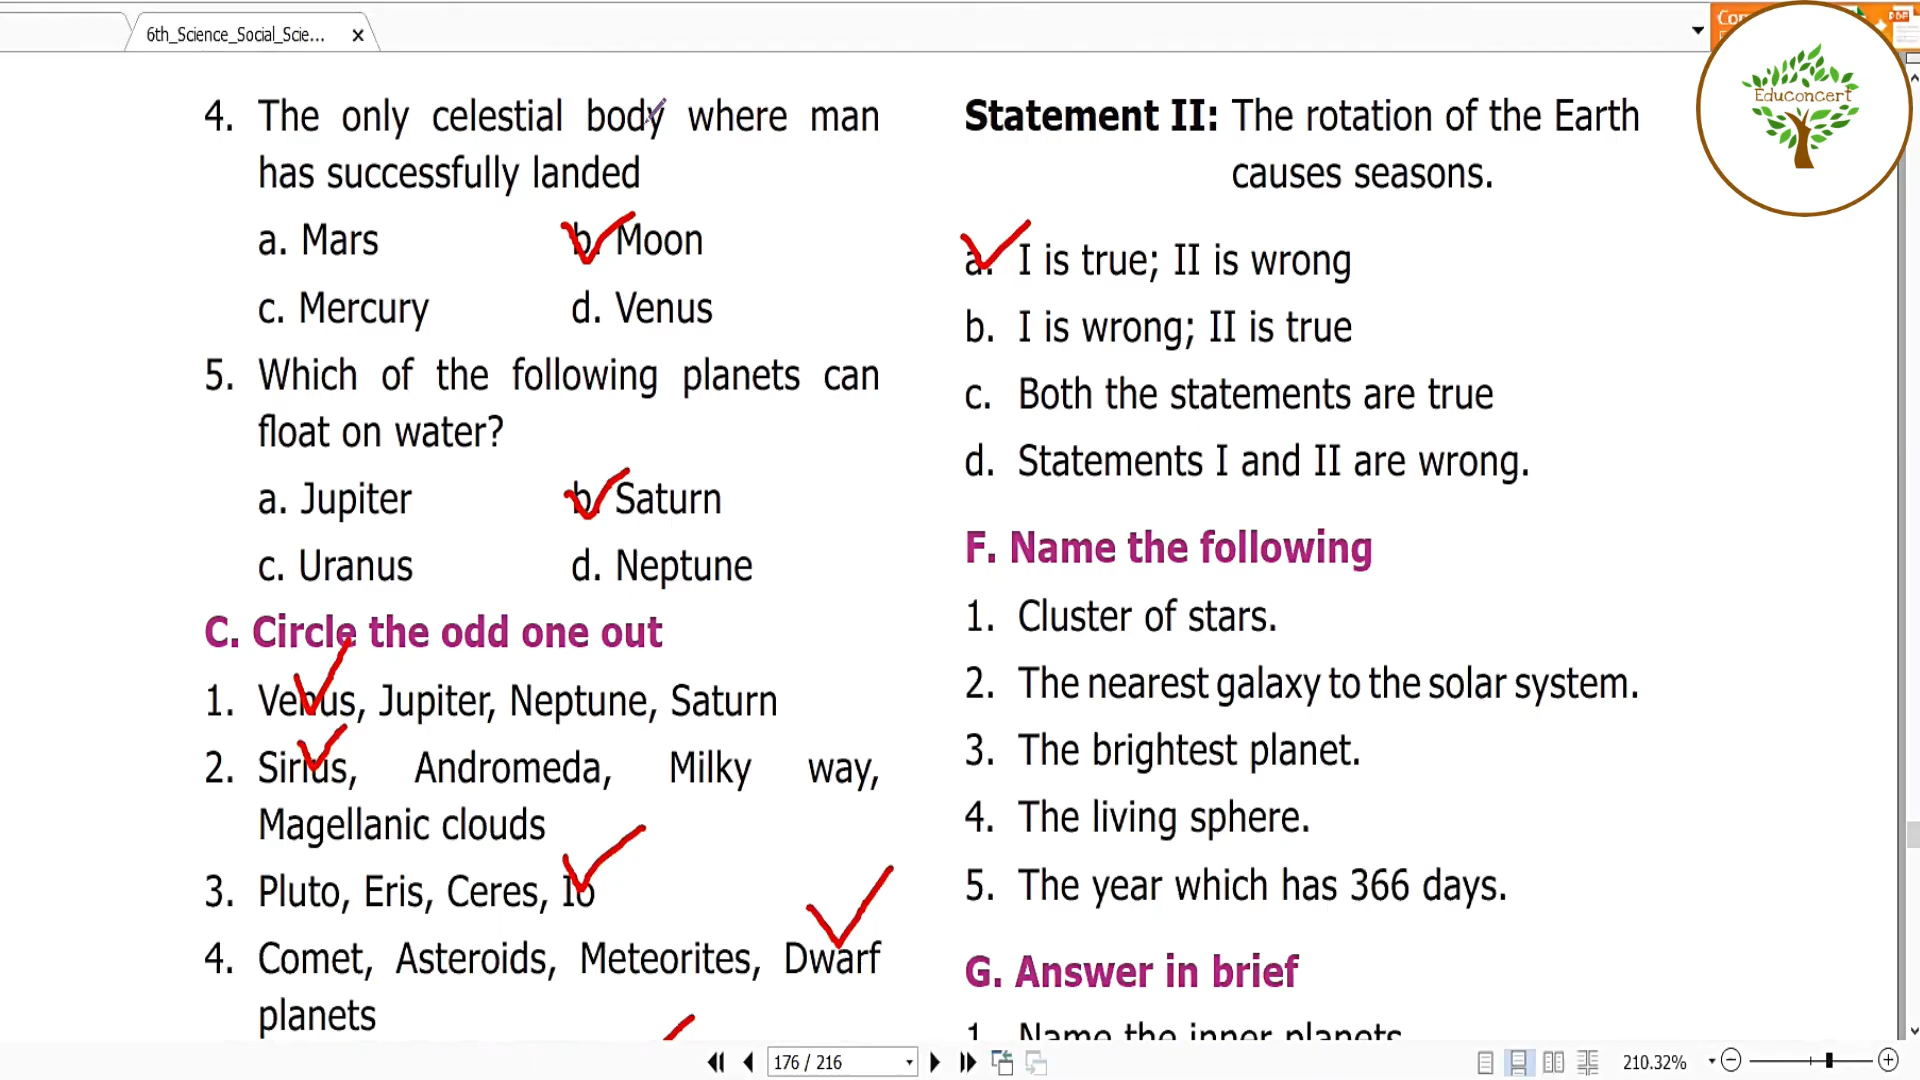 6th_Science_Social_Scie...
Educoncert
4. The only celestial body where man
has successfully landed
a. Mars b. Moon
c. Mercury d. Venus
5. Which of the following planets can
float on water?
a. Jupiter b. Saturn
c. Uranus d. Neptune
C. Circle the odd one out
1. Venus, Jupiter, Neptune, Saturn
2. Sirius, Andromeda, Milky way,
Magellanic clouds
3. Pluto, Eris, Ceres, Io
4. Comet, Asteroids, Meteorites, Dwarf
planets
Statement II: The rotation of the Earth
causes seasons.
a. I is true; II is wrong
b. I is wrong; II is true
c. Both the statements are true
d. Statements I and II are wrong.
F. Name the following
1. Cluster of stars.
2. The nearest galaxy to the solar system.
3. The brightest planet.
4. The living sphere.
5. The year which has 366 days.
G. Answer in brief
1. Name the inner planets
176 / 216
210.32%